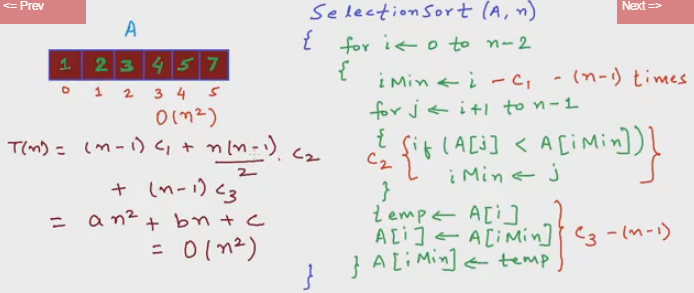 <= Prev
Next =>
A
1 2 3 4 5 7
0 1 2 3 4 5
O(n²)
T(n) = (n-1) c₁ + n(n-1)/2 . c₂
+ (n-1) c₃
= an² + bn + c
= O(n²)
SelectionSort (A, n)
{ for i ← 0 to n-2
{
iMin ← i - c₁ - (n-1) times
for j ← i+1 to n-1
{
c₂ { if (A[j] < A[iMin]) }
iMin ← j
}
temp ← A[i]
A[i] ← A[iMin] } c₃ - (n-1)
} A[iMin] ← temp
}